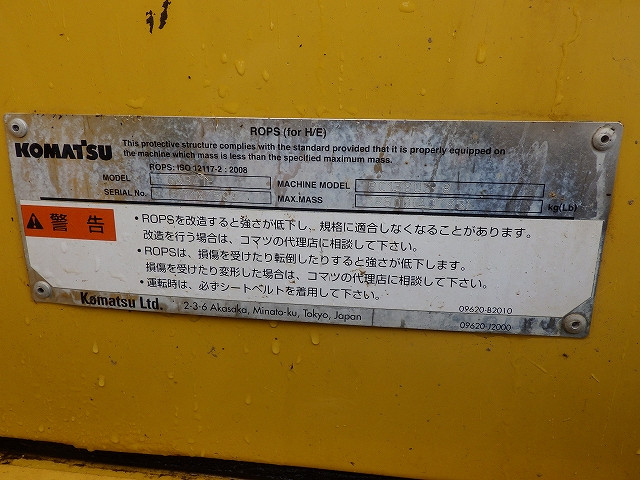 ROPS (for H/E)
KOMATSU
This protective structure complies with the standard provided that it is properly equipped on
the machine which mass is less than the specified maximum mass.
ROPS: ISO 12117-2 : 2008
MODEL MACHINE MODEL
SERIAL No. MAX.MASS kg(Lb)
警告
・ROPSを改造すると強さが低下し、規格に適合しなくなることがあります。
改造を行う場合は、コマツの代理店に相談して下さい。
・ROPSは、損傷を受けたり転倒したりすると強さが低下します。
損傷を受けたり変形した場合は、コマツの代理店に相談して下さい。
・運転時は、必ずシートベルトを着用して下さい。
09620-B2010
Komatsu Ltd. 2-3-6 Akasaka, Minato-ku, Tokyo, Japan
09620-J2000